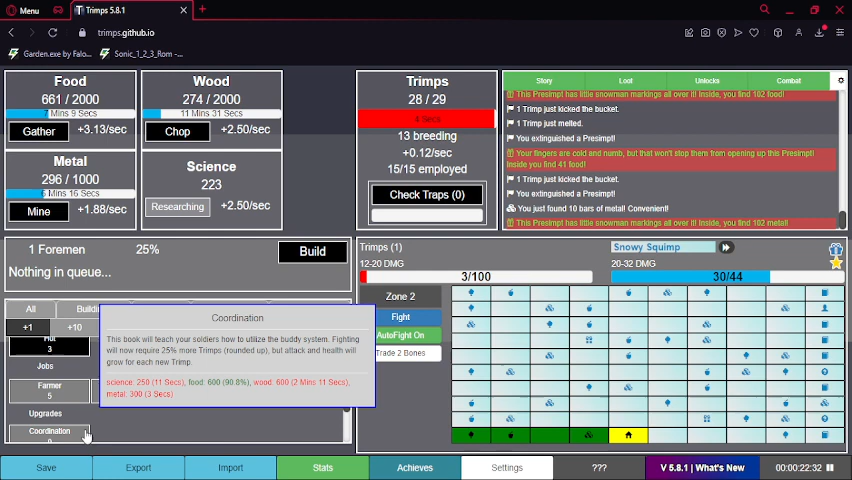 Menu
Trimps 5.8.1
trimps.github.io
Garden.exe by Falo...
Sonic_1_2_3_Rom -...
Food
661 / 2000
7 Mins 9 Secs
Gather
+3.13/sec
Wood
274 / 2000
11 Mins 31 Secs
Chop
+2.50/sec
Metal
296 / 1000
6 Mins 16 Secs
Mine
+1.88/sec
Science
223
Researching
+2.50/sec
Trimps
28 / 29
4 Secs
13 breeding
+0.12/sec
15/15 employed
Check Traps (0)
Story
Loot
Unlocks
Combat
This Presimpt has little snowman markings all over it! Inside, you find 102 food!
1 Trimp just kicked the bucket.
1 Trimp just melted.
You extinguished a Presimpt!
Your fingers are cold and numb, but that won't stop them from opening up this Presimpt!
Inside you find 41 food!
1 Trimp just kicked the bucket.
You extinguished a Presimpt!
You just found 10 bars of metal! Convenient!
This Presimpt has little snowman markings all over it! Inside, you find 102 metal!
1 Foremen
25%
Build
Nothing in queue...
All
+1
+10
Hut
3
Jobs
Farmer
5
Upgrades
Coordination
0
Coordination
This book will teach your soldiers how to utilize the buddy system. Fighting
will now require 25% more Trimps (rounded up), but attack and health will
grow for each new Trimp.
science: 250 (11 Secs), food: 600 (90.8%), wood: 600 (2 Mins 11 Secs),
metal: 300 (3 Secs)
Trimps (1)
12-20 DMG
3/100
Snowy Squimp
20-32 DMG
30/44
Zone 2
Fight
AutoFight On
Trade 2 Bones
Save
Export
Import
Stats
Achieves
Settings
???
V 5.8.1 | What's New
00:00:22:32